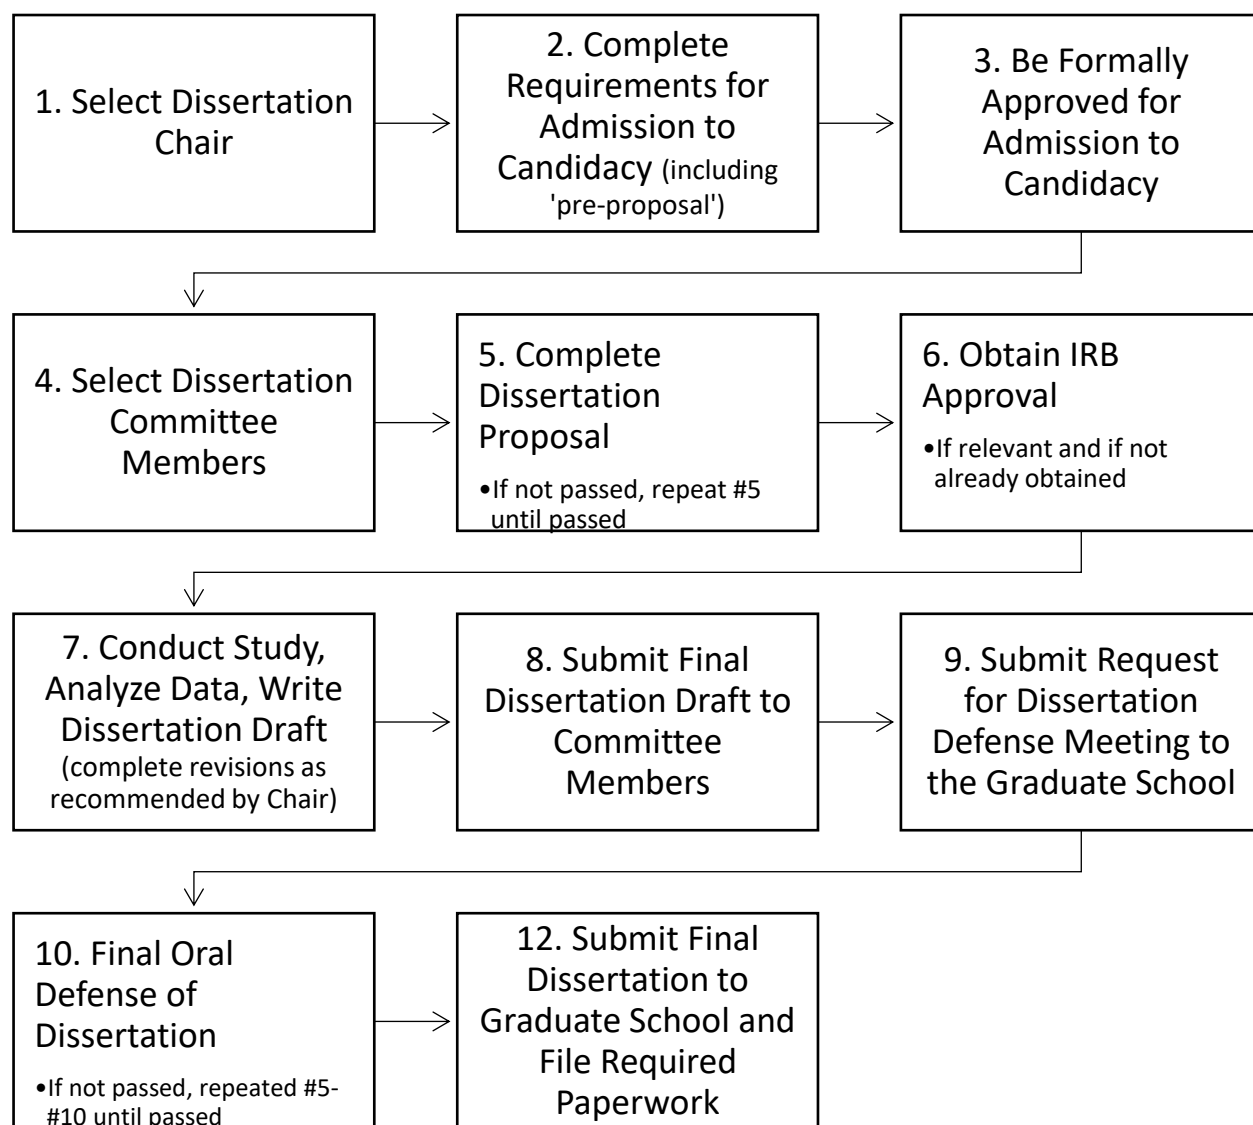 1. Select Dissertation
Chair
2. Complete
Requirements for
Admission to
Candidacy (including
'pre-proposal')
3. Be Formally
Approved for
Admission to
Candidacy
4. Select Dissertation
Committee
Members
5. Complete
Dissertation
Proposal
•If not passed, repeat #5
until passed
6. Obtain IRB
Approval
•If relevant and if not
already obtained
7. Conduct Study,
Analyze Data, Write
Dissertation Draft
(complete revisions as
recommended by Chair)
8. Submit Final
Dissertation Draft to
Committee
Members
9. Submit Request
for Dissertation
Defense Meeting to
the Graduate School
10. Final Oral
Defense of
Dissertation
•If not passed, repeated #5-
#10 until passed
12. Submit Final
Dissertation to
Graduate School and
File Required
Paperwork